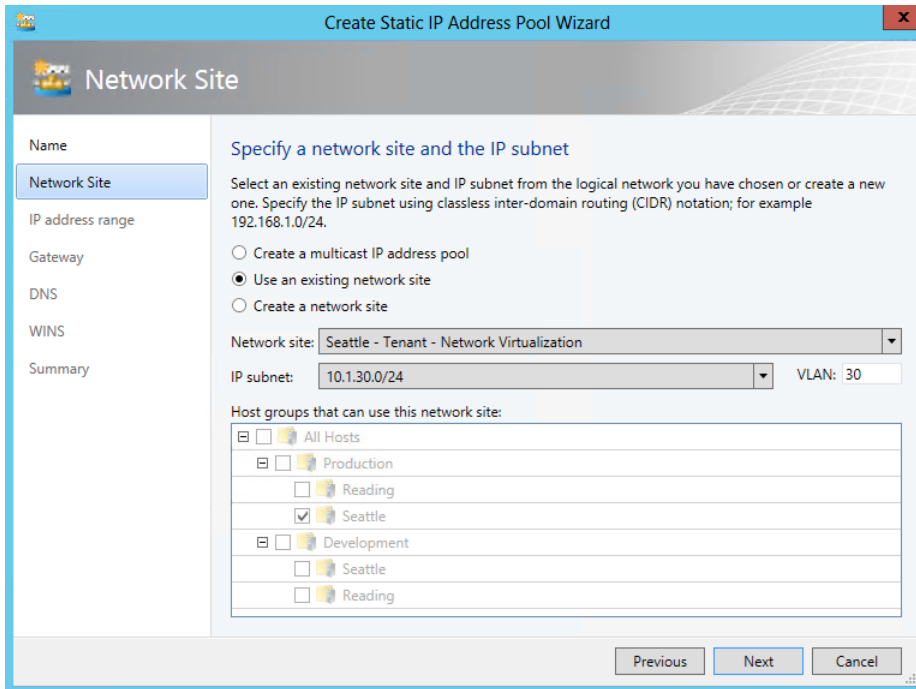 Create Static IP Address Pool Wizard
x
Network Site
Name
Network Site
IP address range
Gateway
DNS
WINS
Summary
Specify a network site and the IP subnet
Select an existing network site and IP subnet from the logical network you have chosen or create a new
one. Specify the IP subnet using classless inter-domain routing (CIDR) notation; for example
192.168.1.0/24.
Create a multicast IP address pool
Use an existing network site
Create a network site
Network site: Seattle - Tenant - Network Virtualization
IP subnet: 10.1.30.0/24 VLAN: 30
Host groups that can use this network site:
All Hosts
Production
Reading
Seattle
Development
Seattle
Reading
Previous Next Cancel